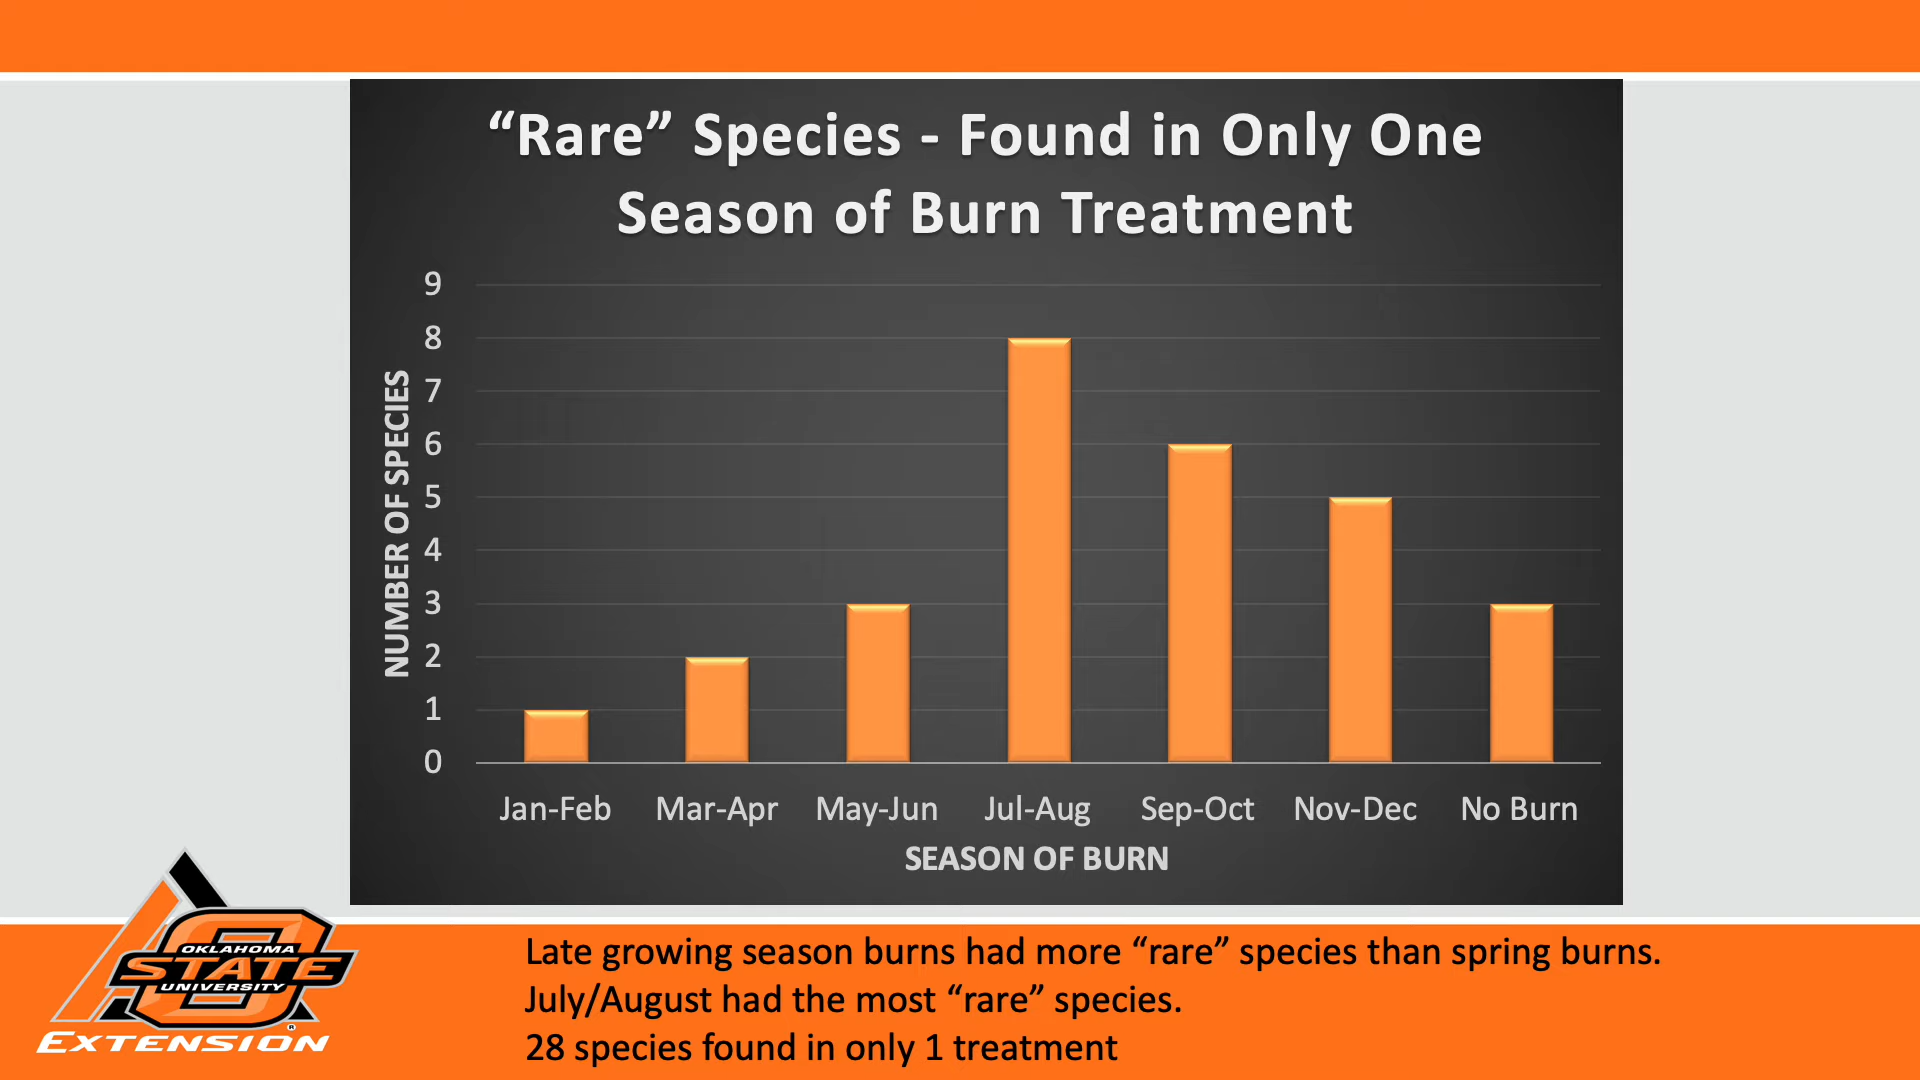 “Rare” Species - Found in Only One
Season of Burn Treatment
NUMBER OF SPECIES
9
8
7
6
5
4
3
2
1
0
Jan-Feb Mar-Apr May-Jun Jul-Aug Sep-Oct Nov-Dec No Burn
SEASON OF BURN
OKLAHOMA
STATE
UNIVERSITY
®
EXTENSION
Late growing season burns had more “rare” species than spring burns.
July/August had the most “rare” species.
28 species found in only 1 treatment